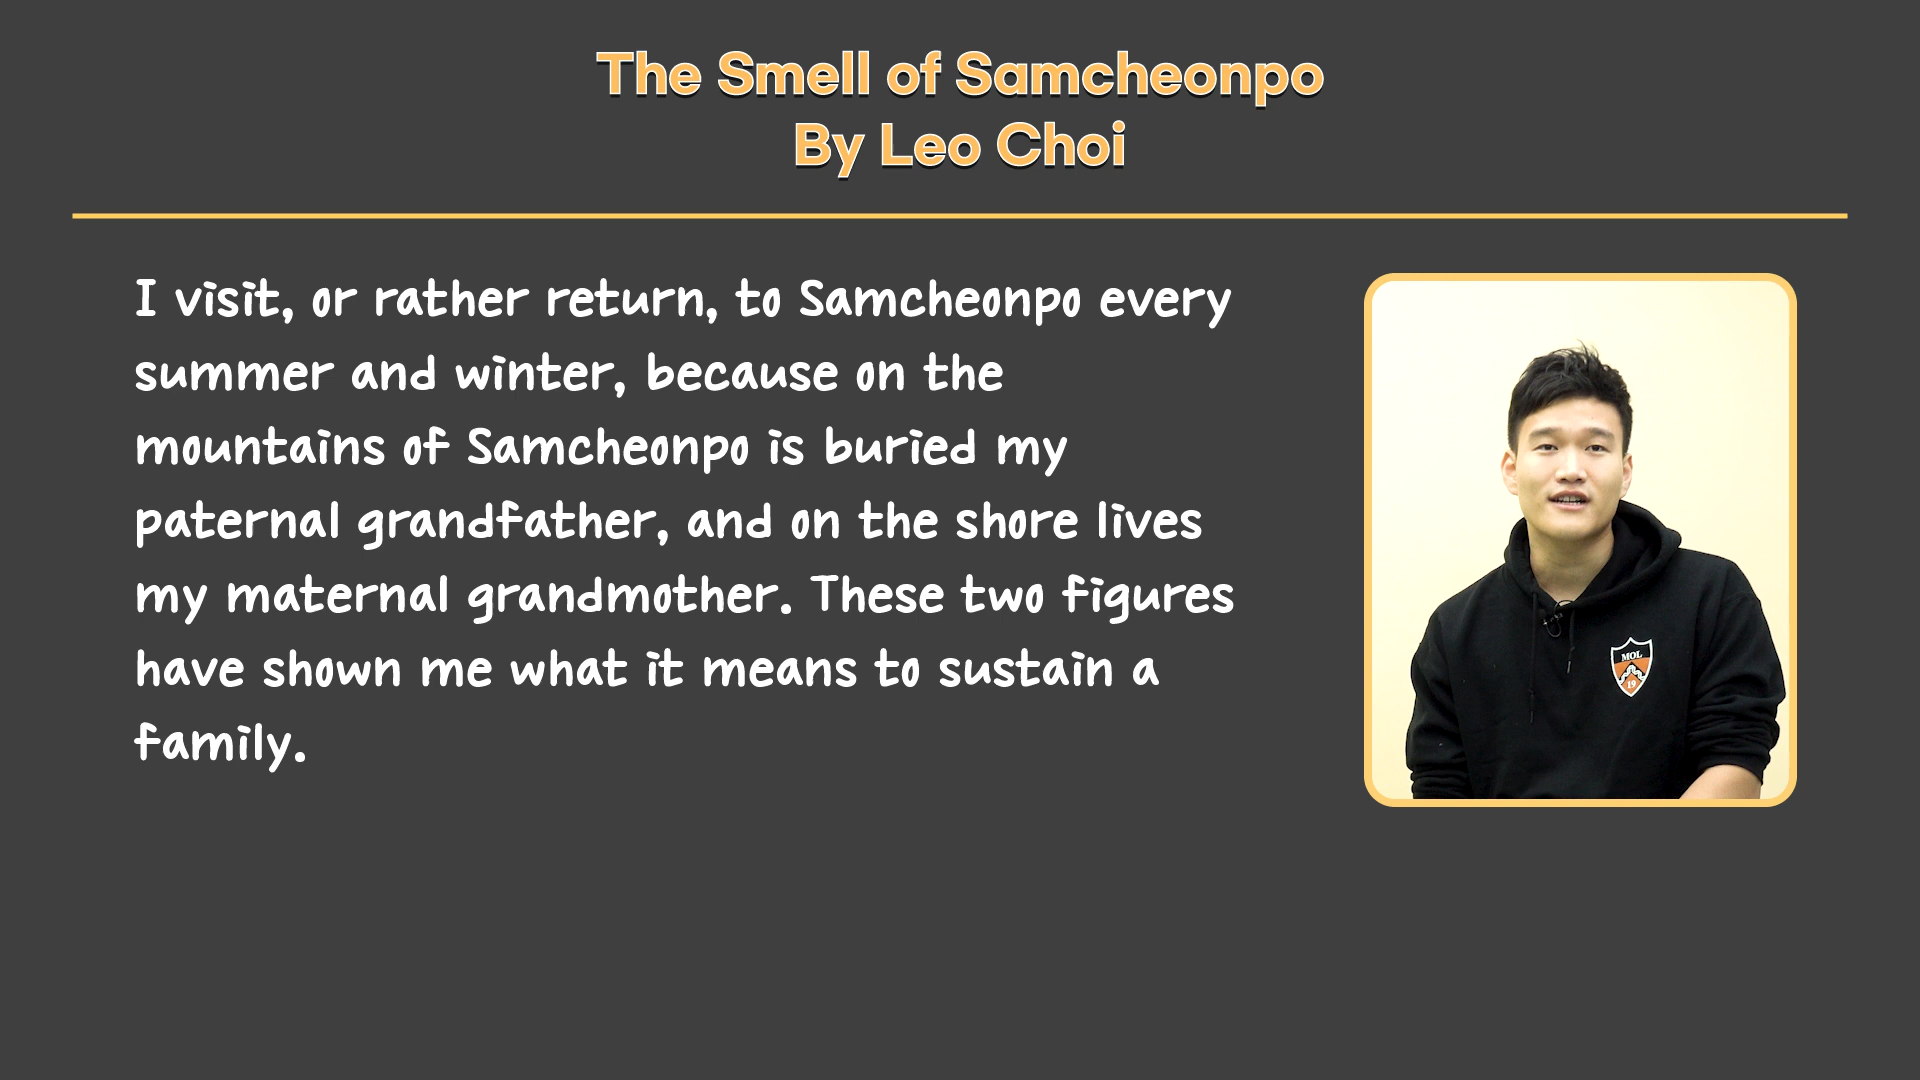 The Smell of Samcheonpo
By Leo Choi
I visit, or rather return, to Samcheonpo every
summer and winter, because on the
mountains of Samcheonpo is buried my
paternal grandfather, and on the shore lives
my maternal grandmother. These two figures
have shown me what it means to sustain a
family.
MOL
19